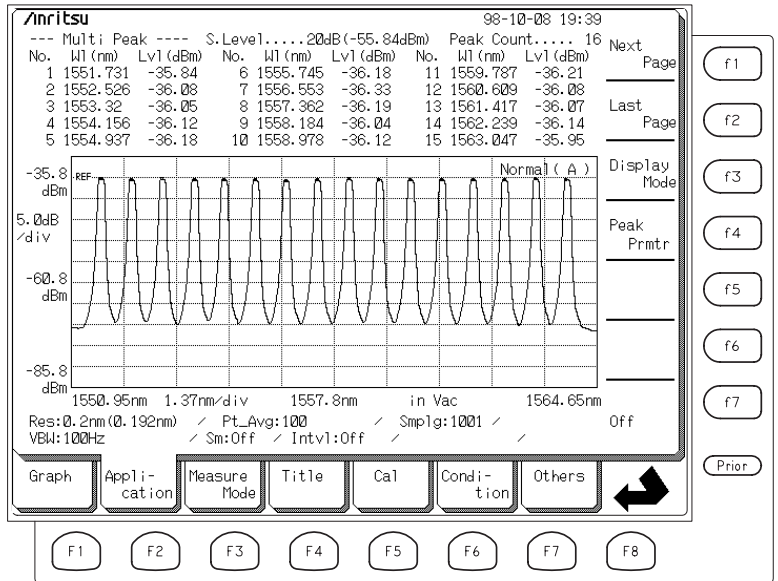 Anritsu 98-10-08 19:39
--- Multi Peak ---- S.Level.....20dB(-55.84dBm) Peak Count..... 16
No. Wl(nm) Lvl(dBm) No. Wl(nm) Lvl(dBm) No. Wl(nm) Lvl(dBm)
1 1551.731 -35.84 6 1555.745 -36.18 11 1559.787 -36.21
2 1552.526 -36.08 7 1556.553 -36.33 12 1560.609 -36.08
3 1553.32 -36.05 8 1557.362 -36.19 13 1561.417 -36.07
4 1554.156 -36.12 9 1558.184 -36.04 14 1562.239 -36.14
5 1554.937 -36.18 10 1558.978 -36.12 15 1563.047 -35.95
-35.8
dBm
REF
Normal( A )
5.0dB
/div
-60.8
dBm
-85.8
dBm
1550.95nm 1.37nm/div 1557.8nm in Vac 1564.65nm
Res:0.2nm(0.192nm) / Pt_Avg:100 / Smplg:1001 /
VBW:100Hz / Sm:Off / Intvl:Off / /
Next
Page
Last
Page
Display
Mode
Peak
Prmtr
Off
f1
f2
f3
f4
f5
f6
f7
Prior
Graph
Appli-
cation
Measure
Mode
Title
Cal
Condi-
tion
Others
F1 F2 F3 F4 F5 F6 F7 F8